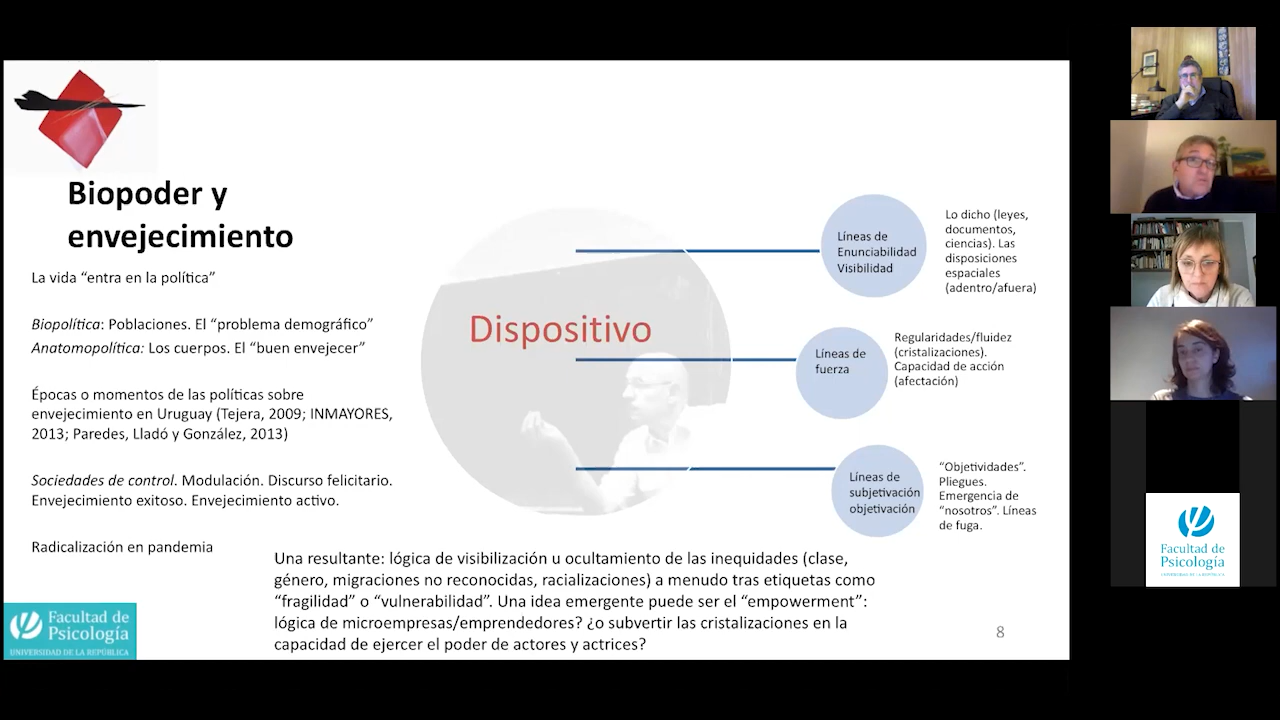 Biopoder y
envejecimiento
La vida “entra en la política”
Biopolítica: Poblaciones. El “problema demográfico”
Anatomopolítica: Los cuerpos. El “buen envejecer”
Épocas o momentos de las políticas sobre
envejecimiento en Uruguay (Tejera, 2009; INMAYORES,
2013; Paredes, Lladó y González, 2013)
Sociedades de control. Modulación. Discurso felicitario.
Envejecimiento exitoso. Envejecimiento activo.
Radicalización en pandemia
Dispositivo
Líneas de
Enunciabilidad
Visibilidad
Lo dicho (leyes,
documentos,
ciencias). Las
disposiciones
espaciales
(adentro/afuera)
Líneas de
fuerza
Regularidades/fluidez
(cristalizaciones).
Capacidad de acción
(afectación)
Líneas de
subjetivación
objetivación
“Objetividades”.
Pliegues.
Emergencia de
“nosotros”. Líneas
de fuga.
Una resultante: lógica de visibilización u ocultamiento de las inequidades (clase,
género, migraciones no reconocidas, racializaciones) a menudo tras etiquetas como
“fragilidad” o “vulnerabilidad”. Una idea emergente puede ser el “empowerment”:
lógica de microempresas/emprendedores? ¿o subvertir las cristalizaciones en la
capacidad de ejercer el poder de actores y actrices?
8
Facultad de
Psicología
UNIVERSIDAD DE LA REPÚBLICA
Facultad de
Psicología
UNIVERSIDAD DE LA REPÚBLICA